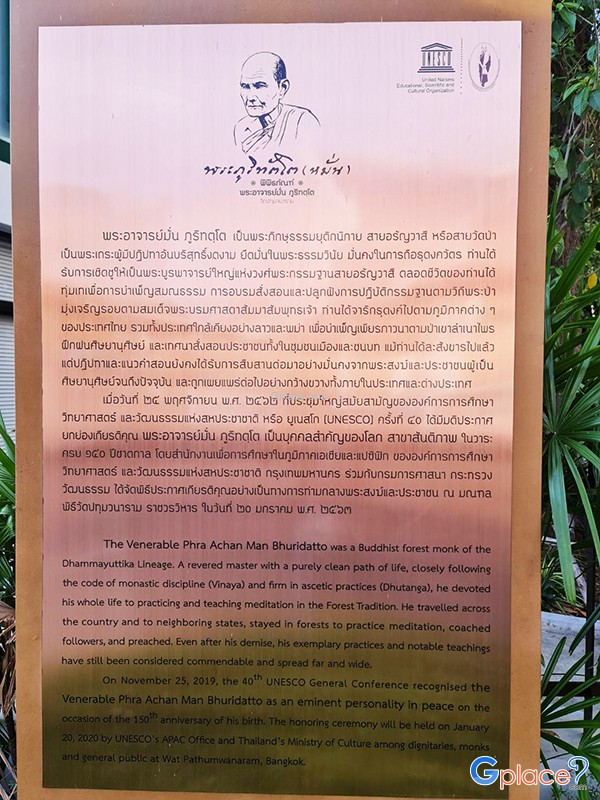 UNESCO
United Nations
Educational, Scientific and
Cultural Organization
พระภูริทตฺโต (หมั่น)
พิพิธภัณฑ์
พระอาจารย์มั่น ภูริทตฺโต
วัดปทุมวนาราม
พระอาจารย์มั่น ภูริทตฺโต เป็นพระภิกษุธรรมยุติกนิกาย สายอรัญวาสี หรือสายวัดป่า
เป็นพระเถระผู้มีปฏิปทาอันบริสุทธิ์งดงาม ยึดมั่นในพระธรรมวินัย มั่นคงในการถือธุดงควัตร ท่านได้
รับการเชิดชูให้เป็นพระบูรพาจารย์ใหญ่แห่งวงศ์พระกรรมฐานสายอรัญวาสี ตลอดชีวิตของท่านได้
ทุ่มเทเพื่อการบำเพ็ญสมณธรรม การอบรมสั่งสอนและปลูกฝังการปฏิบัติกรรมฐานตามวิถีพระป่า
มุ่งเจริญรอยตามสมเด็จพระบรมศาสดาสัมมาสัมพุทธเจ้า ท่านได้จาริกธุดงค์ไปตามภูมิภาคต่าง ๆ
ของประเทศไทย รวมทั้งประเทศใกล้เคียงอย่างลาวและพม่า เพื่อบำเพ็ญเพียรภาวนาตามป่าเขาลำเนาไพร
ฝึกฝนศิษยานุศิษย์ และเทศนาสั่งสอนประชาชนทั้งในชุมชนเมืองและชนบท แม้ท่านได้ละสังขารไปแล้ว
แต่ปฏิปทาและแนวคำสอนยังคงได้รับการสืบสานต่อมาอย่างมั่นคงจากพระสงฆ์และประชาชนผู้เป็น
ศิษยานุศิษย์จนถึงปัจจุบัน และถูกเผยแพร่ต่อไปอย่างกว้างขวางทั้งภายในประเทศและต่างประเทศ
เมื่อวันที่ ๒๕ พฤศจิกายน พ.ศ. ๒๕๖๒ ที่ประชุมใหญ่สมัยสามัญขององค์การการศึกษา
วิทยาศาสตร์ และวัฒนธรรมแห่งสหประชาชาติ หรือ ยูเนสโก (UNESCO) ครั้งที่ ๔๐ ได้มีมติประกาศ
ยกย่องเกียรติคุณ พระอาจารย์มั่น ภูริทตฺโต เป็นบุคคลสำคัญของโลก สาขาสันติภาพ ในวาระ
ครบ ๑๕๐ ปีชาตกาล โดยสำนักงานเพื่อการศึกษาในภูมิภาคเอเชียและแปซิฟิก ขององค์การการศึกษา
วิทยาศาสตร์ และวัฒนธรรมแห่งสหประชาชาติ กรุงเทพมหานคร ร่วมกับกรมการศาสนา กระทรวง
วัฒนธรรม ได้จัดพิธีประกาศเกียรติคุณอย่างเป็นทางการท่ามกลางพระสงฆ์และประชาชน ณ มณฑล
พิธีวัดปทุมวนาราม ราชวรวิหาร ในวันที่ ๒๐ มกราคม พ.ศ. ๒๕๖๓
The Venerable Phra Achan Man Bhuridatto was a Buddhist forest monk of the
Dhammayuttika Lineage. A revered master with a purely clean path of life, closely following
the code of monastic discipline (Vinaya) and firm in ascetic practices (Dhutanga), he devoted
his whole life to practicing and teaching meditation in the Forest Tradition. He travelled across
the country and to neighboring states, stayed in forests to practice meditation, coached
followers, and preached. Even after his demise, his exemplary practices and notable teachings
have still been considered commendable and spread far and wide.
On November 25, 2019, the 40th UNESCO General Conference recognised the
Venerable Phra Achan Man Bhuridatto as an eminent personality in peace on the
occasion of the 150th anniversary of his birth. The honoring ceremony will be held on January
20, 2020 by UNESCO's APAC Office and Thailand's Ministry of Culture among dignitaries, monks
and general public at Wat Pathumwanaram, Bangkok.
Gplace?
.com